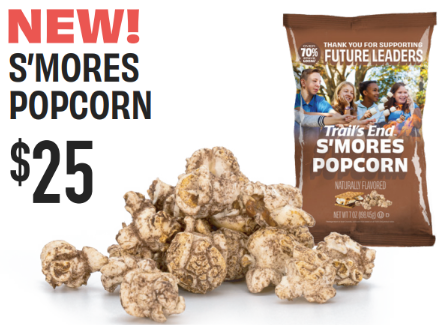 NEW!
S'MORES
POPCORN
$25
70%
THANK YOU FOR SUPPORTING
FUTURE LEADERS
Trail's End
S'MORES
POPCORN
NATURALLY FLAVORED